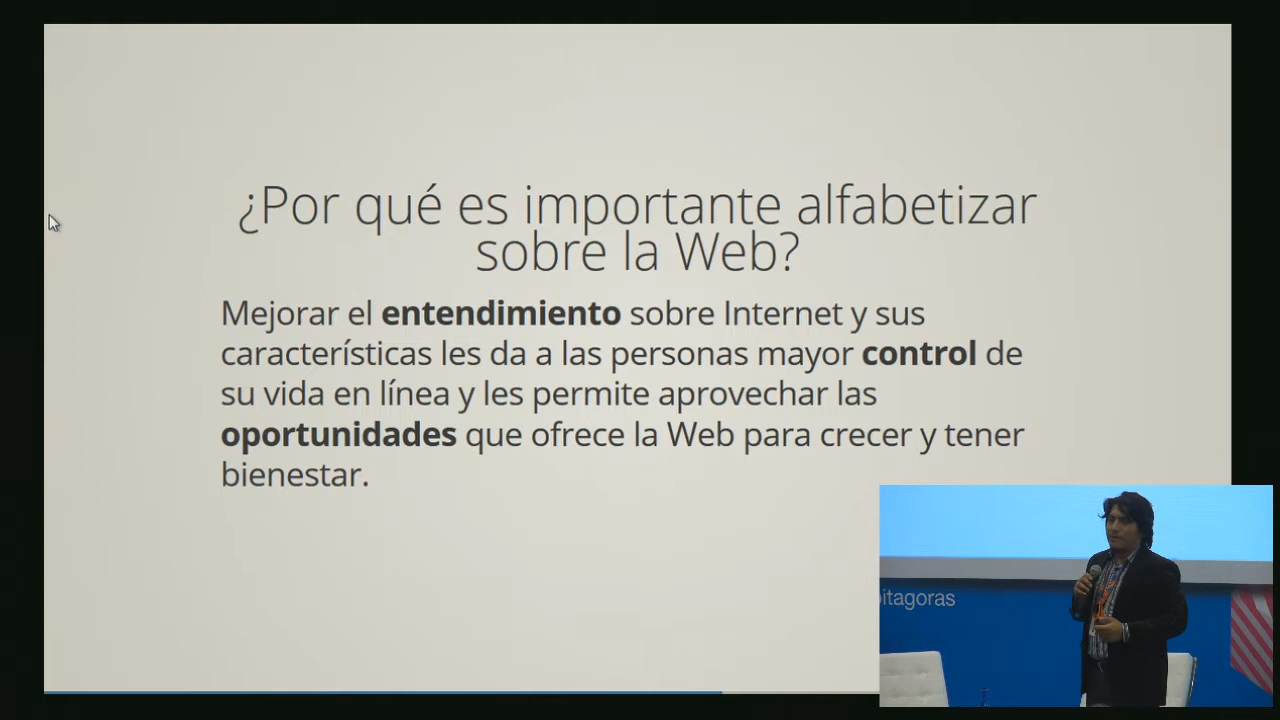 ¿Por qué es importante alfabetizar
sobre la Web?
Mejorar el entendimiento sobre Internet y sus
características les da a las personas mayor control de
su vida en línea y les permite aprovechar las
oportunidades que ofrece la Web para crecer y tener
bienestar.
pitagoras